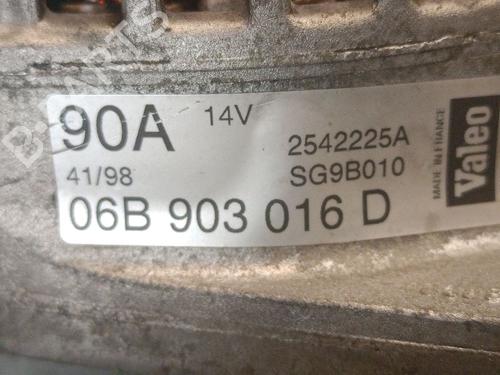 90A 14V
2542225A
41/98 SG9B010
06B 903 016 D
MADE IN FRANCE
Valeo